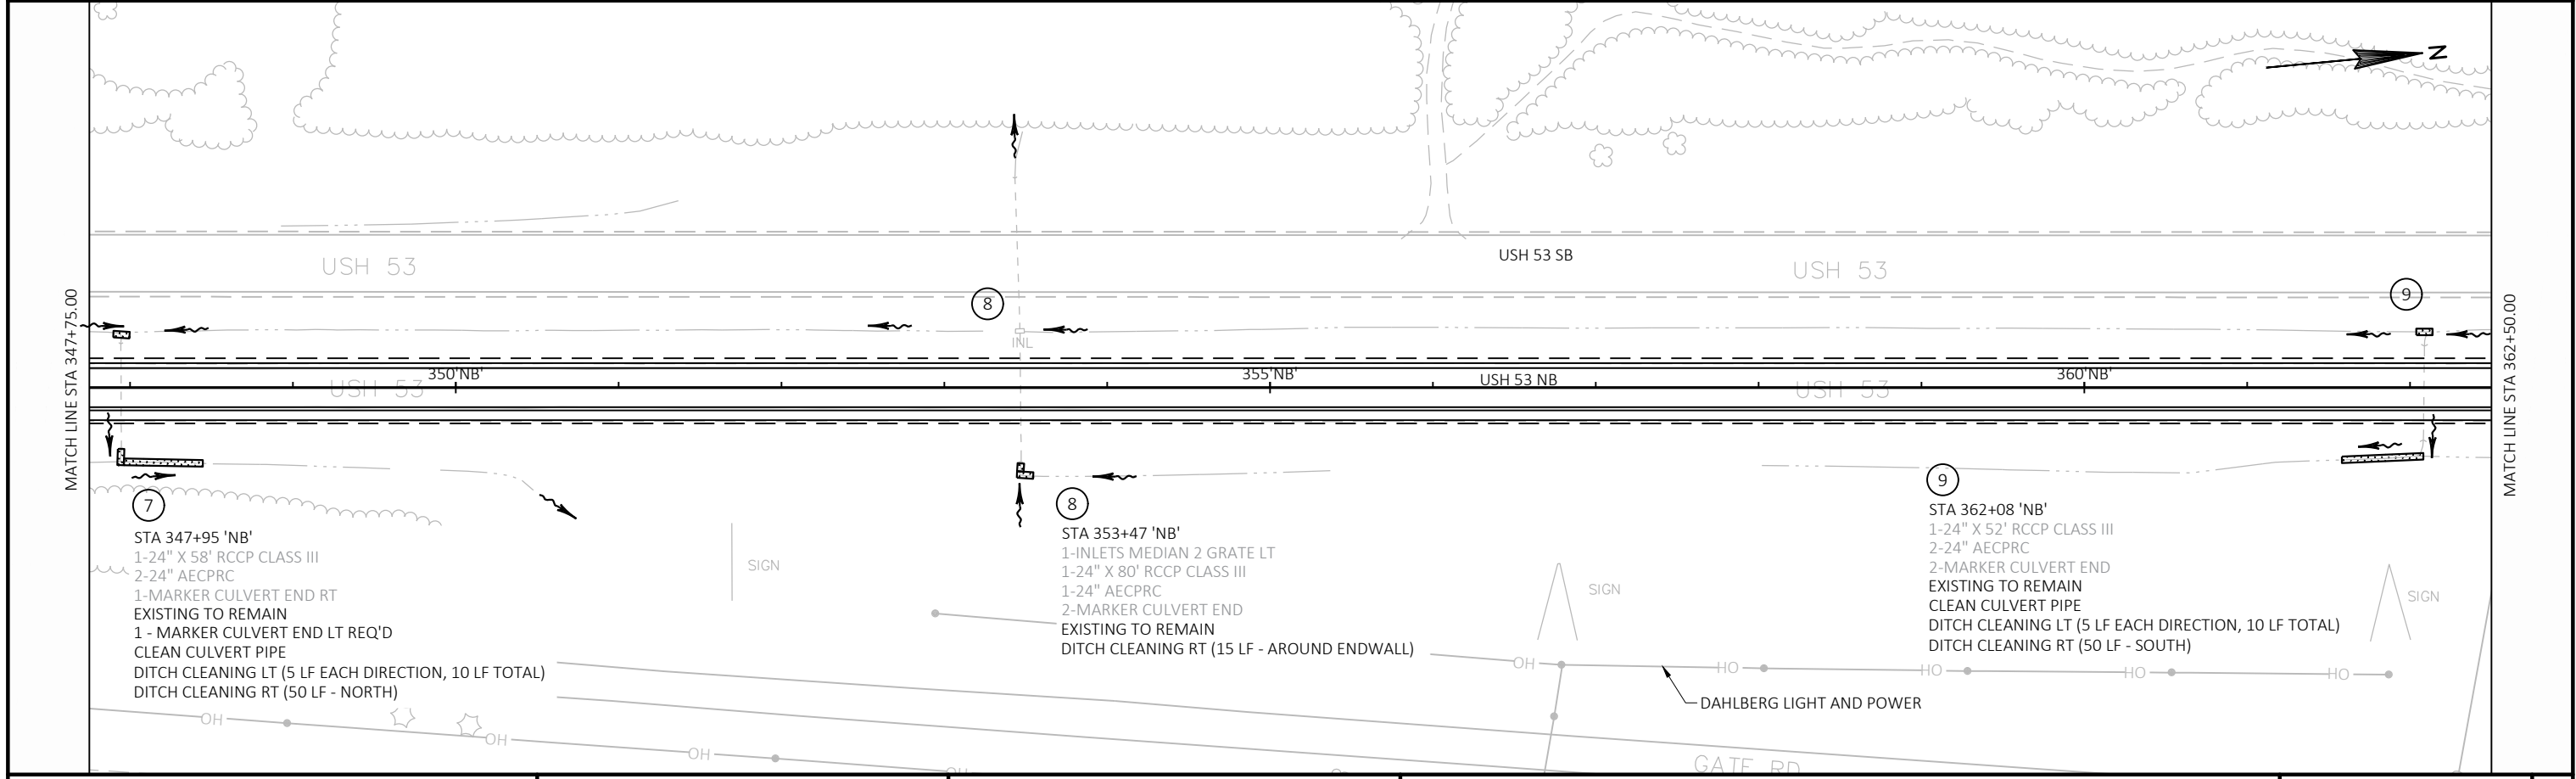 N
USH 53
USH 53 SB
USH 53
8
9
MATCH LINE STA 347+75.00
MATCH LINE STA 362+50.00
INL
350'NB'
355'NB'
USH 53 NB
360'NB'
USH 53
USH 53
7
STA 347+95 'NB'
1-24" X 58' RCCP CLASS III
2-24" AECPRC
1-MARKER CULVERT END RT
EXISTING TO REMAIN
1 - MARKER CULVERT END LT REQ'D
CLEAN CULVERT PIPE
DITCH CLEANING LT (5 LF EACH DIRECTION, 10 LF TOTAL)
DITCH CLEANING RT (50 LF - NORTH)
SIGN
8
STA 353+47 'NB'
1-INLETS MEDIAN 2 GRATE LT
1-24" X 80' RCCP CLASS III
1-24" AECPRC
2-MARKER CULVERT END
EXISTING TO REMAIN
DITCH CLEANING RT (15 LF - AROUND ENDWALL)
SIGN
9
STA 362+08 'NB'
1-24" X 52' RCCP CLASS III
2-24" AECPRC
2-MARKER CULVERT END
EXISTING TO REMAIN
CLEAN CULVERT PIPE
DITCH CLEANING LT (5 LF EACH DIRECTION, 10 LF TOTAL)
DITCH CLEANING RT (50 LF - SOUTH)
SIGN
OH
HO
HO
HO
HO
DAHLBERG LIGHT AND POWER
OH
OH
OH
OH
GATE RD